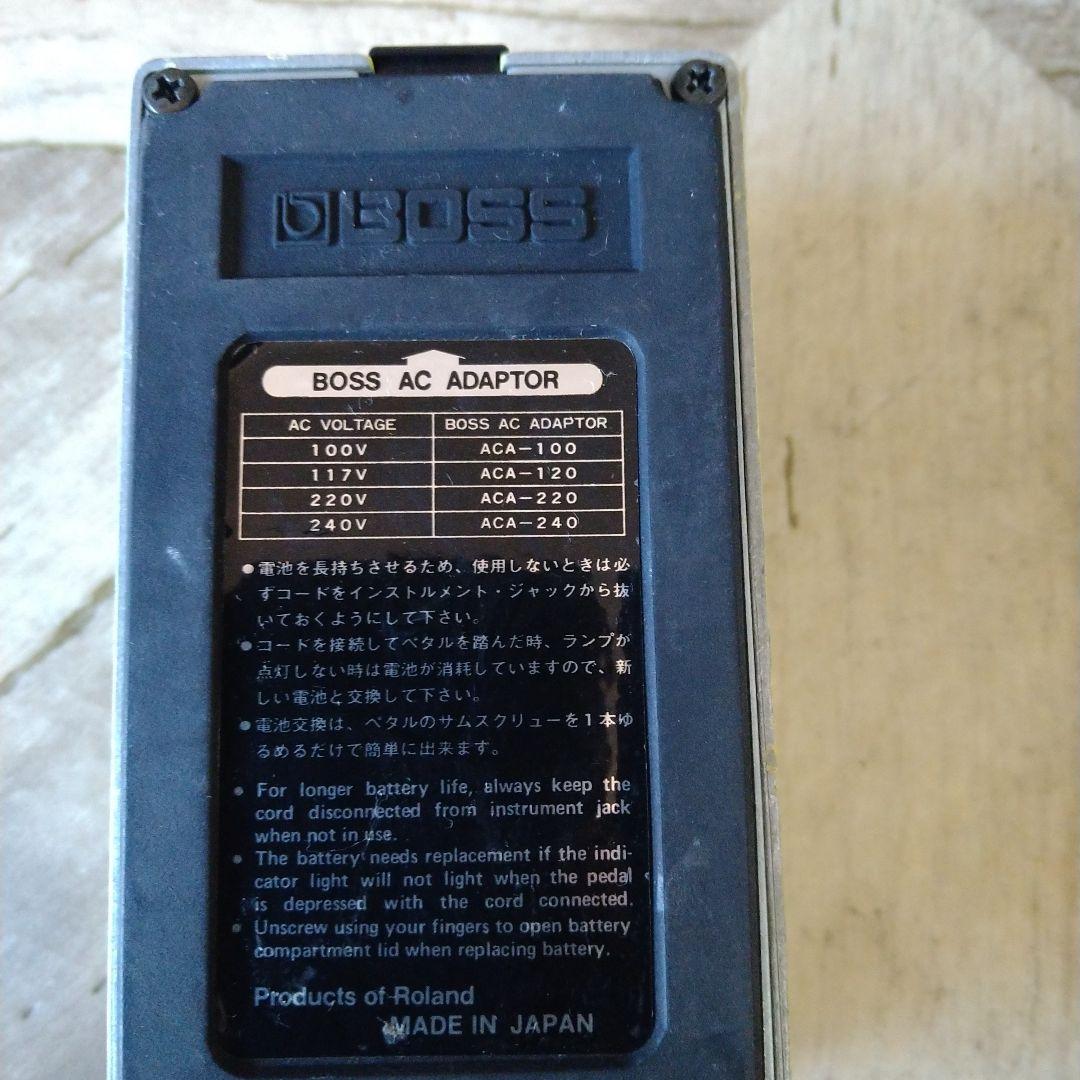 BOSS
BOSS AC ADAPTOR
AC VOLTAGE BOSS AC ADAPTOR
100V ACA-100
117V ACA-120
220V ACA-220
240V ACA-240
●電池を長持ちさせるため、使用しないときは必
ずコードをインストルメント・ジャックから抜
いておくようにして下さい。
●コードを接続してペタルを踏んだ時、ランプが
点灯しない時は電池が消耗していますので、新
しい電池と交換して下さい。
●電池交換は、ペタルのサムスクリューを1本ゆ
るめるだけで簡単に出来ます。
● For longer battery life, always keep the
cord disconnected from instrument jack
when not in use.
● The battery needs replacement if the indi-
cator light will not light when the pedal
is depressed with the cord connected.
● Unscrew using your fingers to open battery
compartment lid when replacing battery.
Products of Roland
MADE IN JAPAN